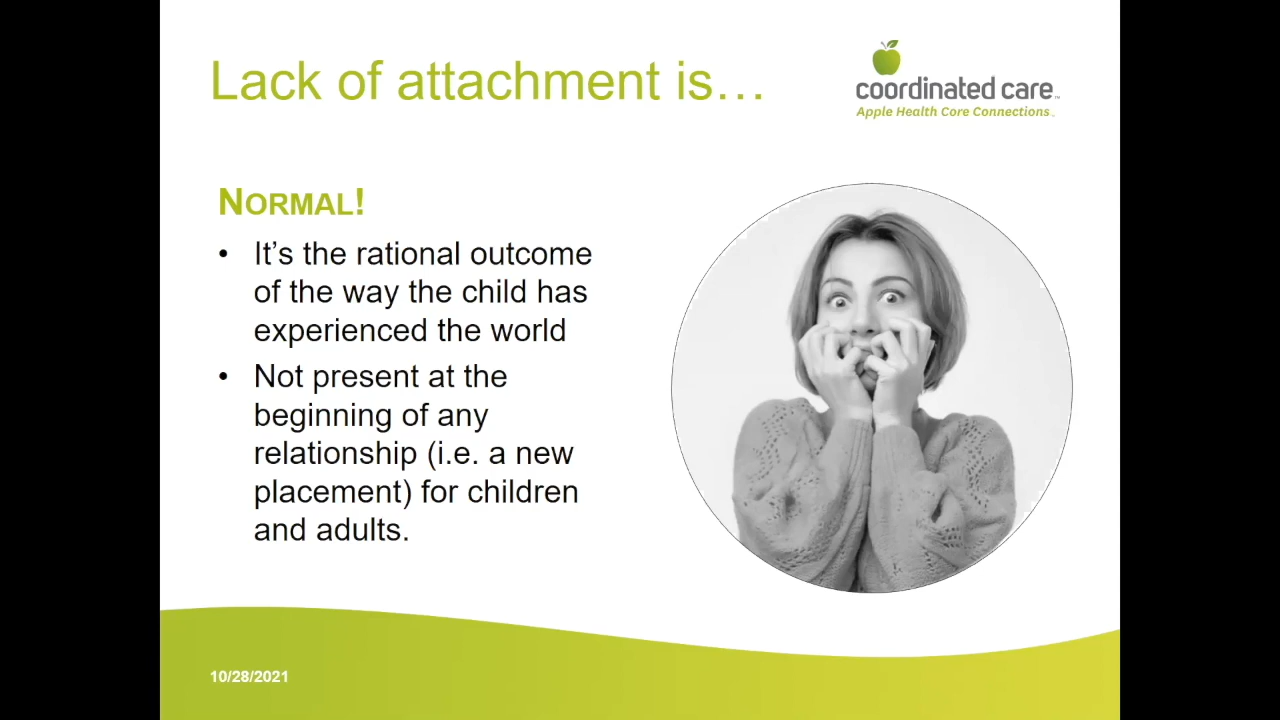 Lack of attachment is…
coordinated care™
Apple Health Core Connections
NORMAL!
• It’s the rational outcome
of the way the child has
experienced the world
• Not present at the
beginning of any
relationship (i.e. a new
placement) for children
and adults.
10/28/2021